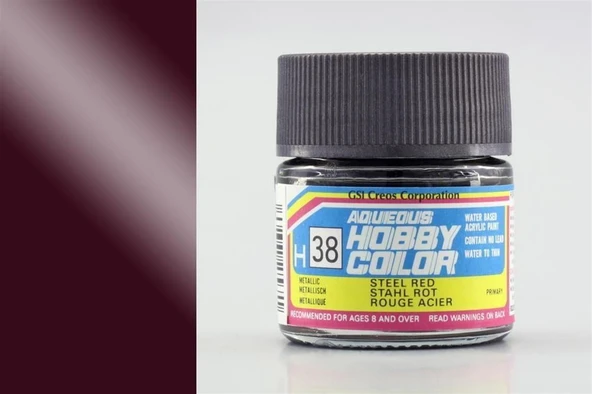 GSI Creos Corporation
AQUEOUS
HOBBY
COLOR
H 38
WATER BASED
ACRYLIC PAINT
CONTAIN NO LEAD
WATER TO THIN
METALLIC
METALLISCH
METALLIQUE
STEEL RED
STAHL ROT
ROUGE ACIER
PRIMARY
RECOMMENDED FOR AGES 8 AND OVER READ WARNINGS ON BACK